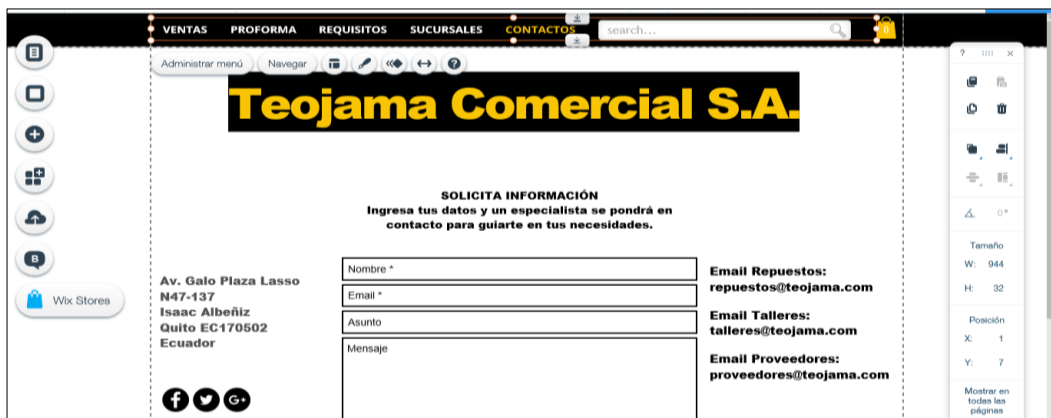 VENTAS PROFORMA REQUISITOS SUCURSALES CONTACTOS search... 0
Administrar menú Navegar
Teojama Comercial S.A.
SOLICITA INFORMACIÓN
Ingresa tus datos y un especialista se pondrá en
contacto para guiarte en tus necesidades.
Av. Galo Plaza Lasso
N47-137
Isaac Albeñiz
Quito EC170502
Ecuador
Nombre *
Email *
Asunto
Mensaje
Email Repuestos:
repuestos@teojama.com
Email Talleres:
talleres@teojama.com
Email Proveedores:
proveedores@teojama.com
Wix Stores
0°
Tamaño
W: 944
H: 32
Posición
X: 1
Y: 7
Mostrar en
todas las
páginas